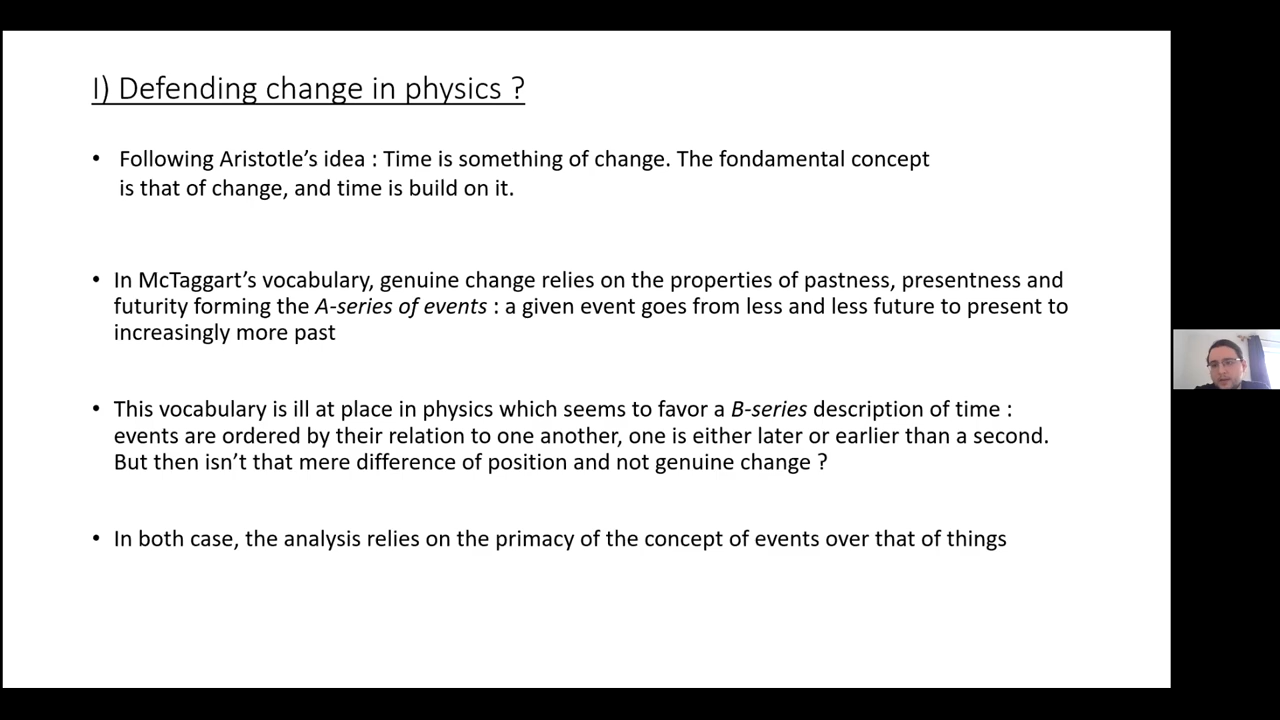 I) Defending change in physics ?
• Following Aristotle’s idea : Time is something of change. The fondamental concept
is that of change, and time is build on it.
• In McTaggart’s vocabulary, genuine change relies on the properties of pastness, presentness and
futurity forming the A-series of events : a given event goes from less and less future to present to
increasingly more past
• This vocabulary is ill at place in physics which seems to favor a B-series description of time :
events are ordered by their relation to one another, one is either later or earlier than a second.
But then isn’t that mere difference of position and not genuine change ?
• In both case, the analysis relies on the primacy of the concept of events over that of things